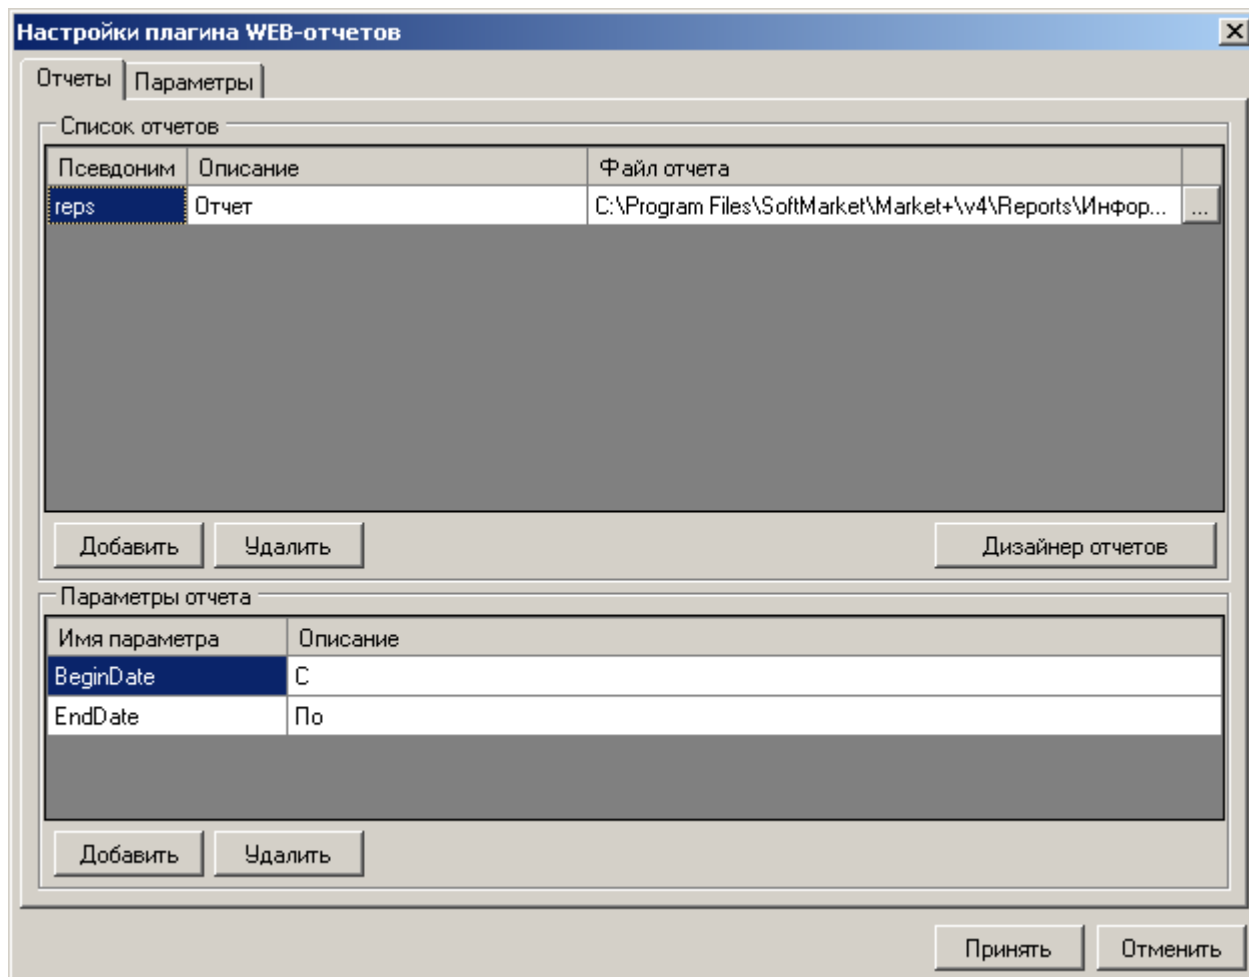 Настройки плагина WEB-отчетов
Отчеты Параметры
Список отчетов
Псевдоним Описание Файл отчета
reps Отчет C:\Program Files\SoftMarket\Market+\v4\Reports\Инфор... ...
Добавить Удалить Дизайнер отчетов
Параметры отчета
Имя параметра Описание
BeginDate С
EndDate По
Добавить Удалить
Принять Отменить